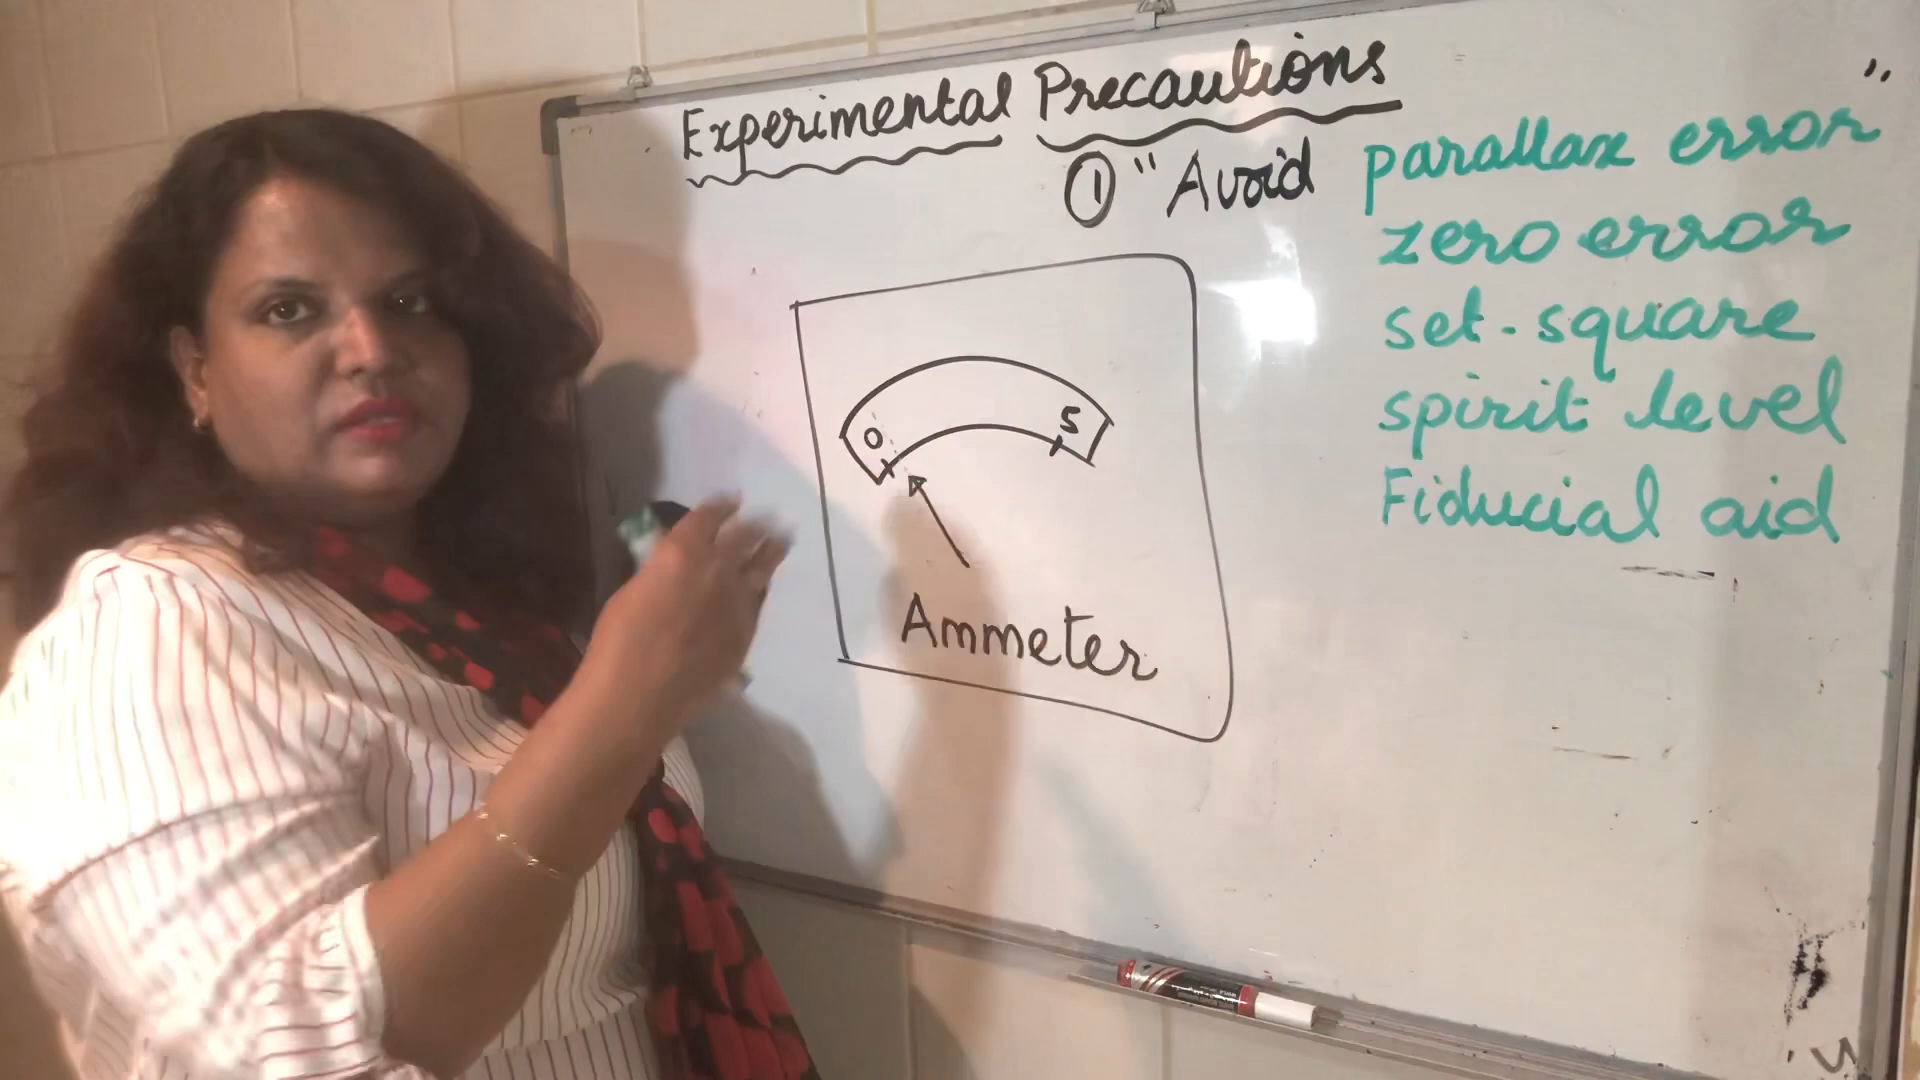 Experimental Precautions "
① "Avoid parallax error
zero error
set-square
spirit level
Fiducial aid
0 5
Ammeter